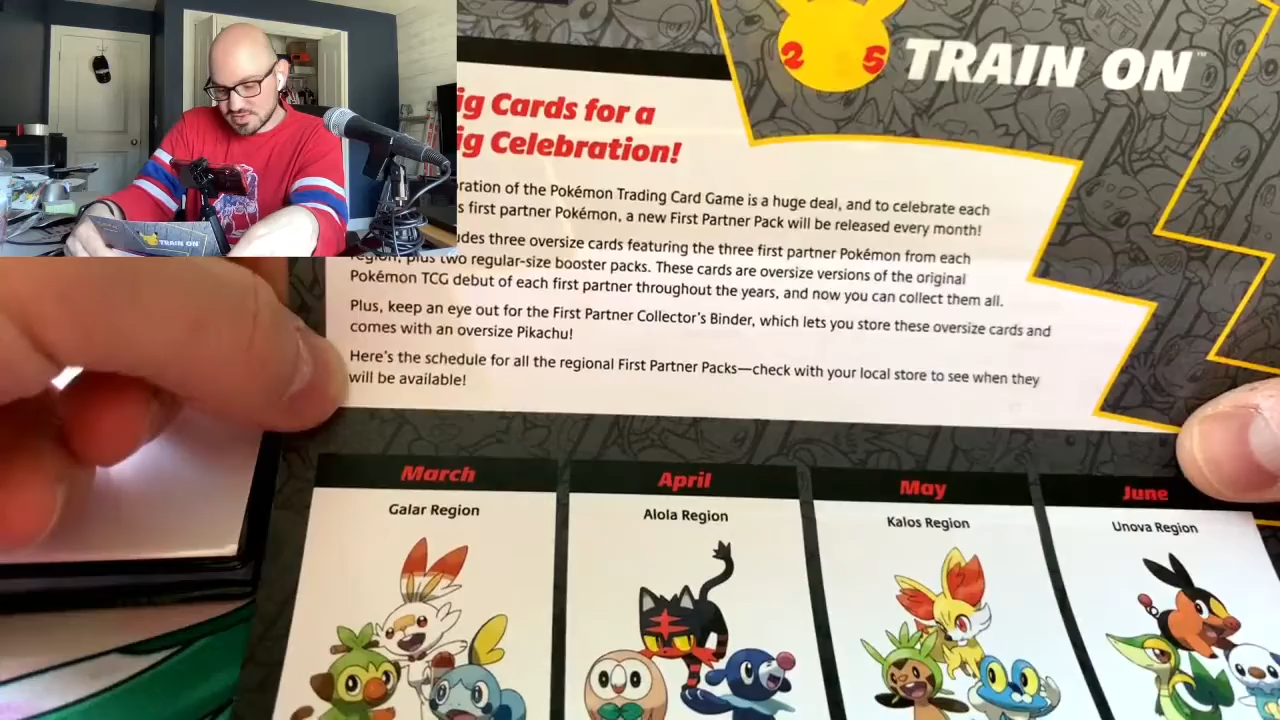 25 TRAIN ON™
ig Cards for a
ig Celebration!
ration of the Pokémon Trading Card Game is a huge deal, and to celebrate each
s first partner Pokémon, a new First Partner Pack will be released every month!
des three oversize cards featuring the three first partner Pokémon from each
region, plus two regular-size booster packs. These cards are oversize versions of the original
Pokémon TCG debut of each first partner throughout the years, and now you can collect them all.
Plus, keep an eye out for the First Partner Collector's Binder, which lets you store these oversize cards and
comes with an oversize Pikachu!
Here's the schedule for all the regional First Partner Packs—check with your local store to see when they
will be available!
March
Galar Region
April
Alola Region
May
Kalos Region
June
Unova Region
TRAIN ON